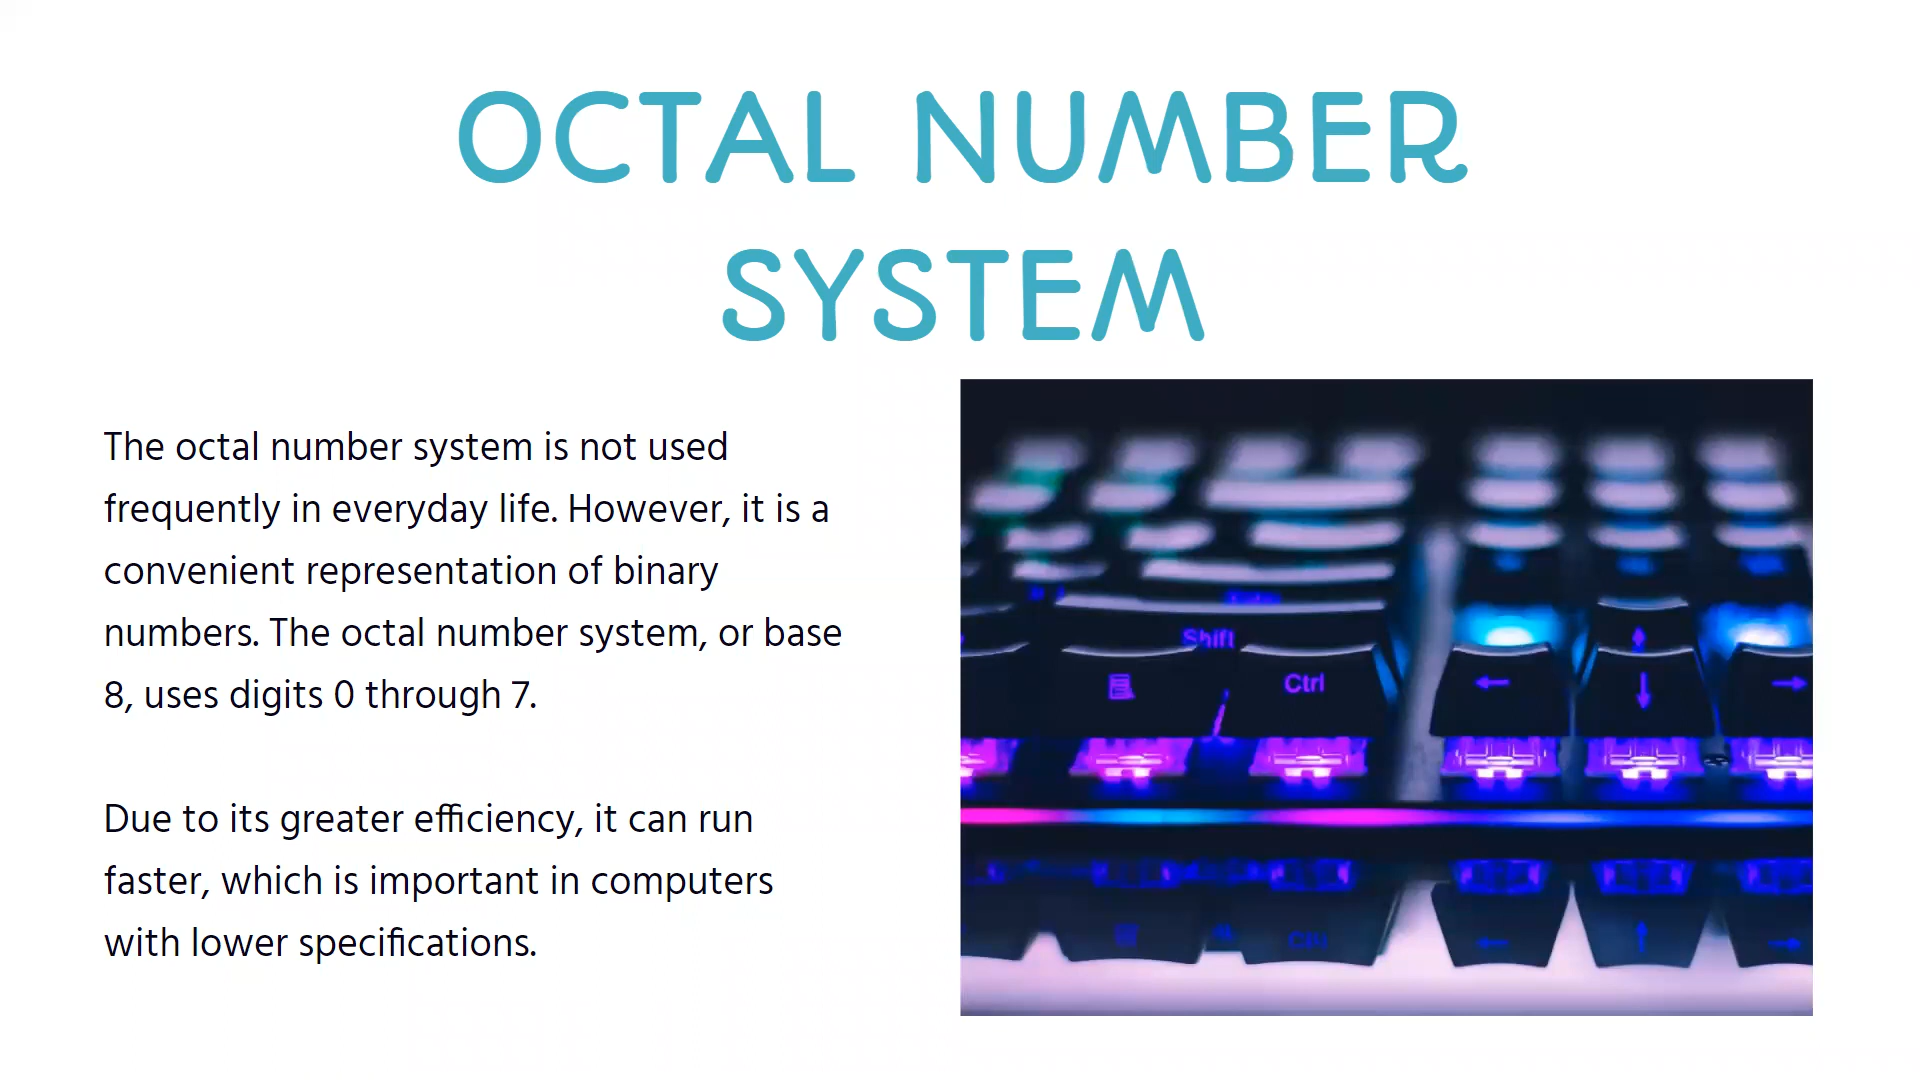 OCTAL NUMBER
SYSTEM
The octal number system is not used
frequently in everyday life. However, it is a
convenient representation of binary
numbers. The octal number system, or base
8, uses digits 0 through 7.
Due to its greater efficiency, it can run
faster, which is important in computers
with lower specifications.
Shift
Ctrl